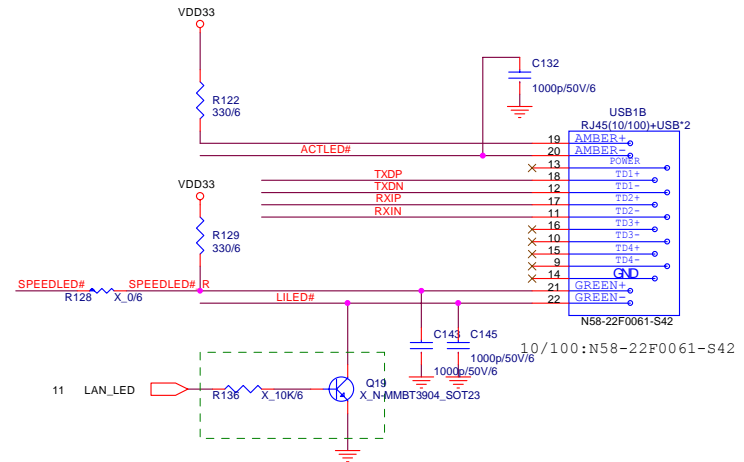 VDD33
C132
1000p/50V/6
R122
330/6
USB1B
RJ45(10/100)+USB*2
ACTLED#
19 AMBER+
20 AMBER-
13 POWER
TXDP 18 TD1+
TXDN 12 TD1-
RXIP 17 TD2+
RXIN 11 TD2-
16 TD3+
10 TD3-
15 TD4+
9 TD4-
14 GND
21 GREEN+
22 GREEN-
VDD33
R129
330/6
SPEEDLED# SPEEDLED#_R
R128 X_0/6
LILED#
N58-22F0061-S42
C143 C145
10/100:N58-22F0061-S42
1000p/50V/6
1000p/50V/6
11 LAN_LED
R136 X_10K/6
Q19
X_N-MMBT3904_SOT23